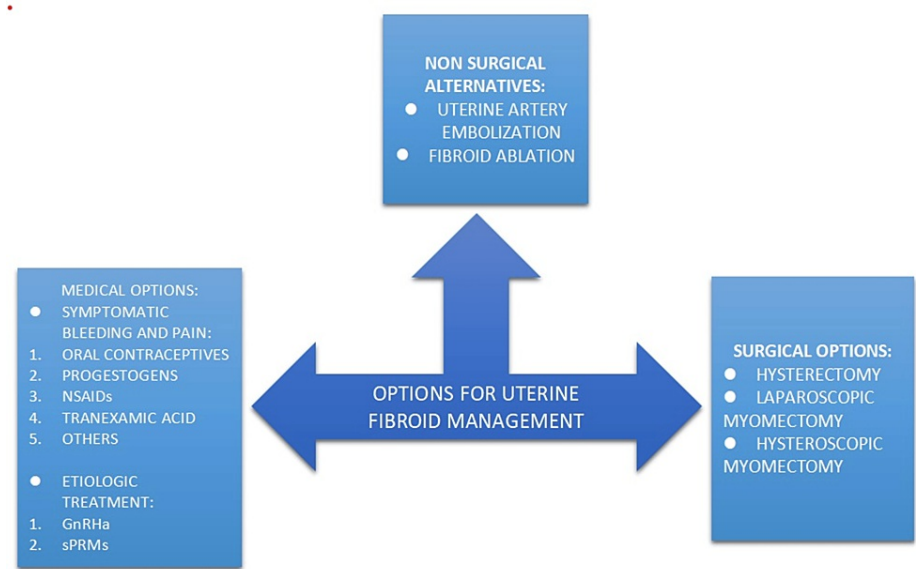 NON SURGICAL
ALTERNATIVES:
● UTERINE ARTERY
EMBOLIZATION
● FIBROID ABLATION
MEDICAL OPTIONS:
● SYMPTOMATIC
BLEEDING AND PAIN:
1. ORAL CONTRACEPTIVES
2. PROGESTOGENS
3. NSAIDs
4. TRANEXAMIC ACID
5. OTHERS
● ETIOLOGIC
TREATMENT:
1. GnRHa
2. sPRMs
OPTIONS FOR UTERINE
FIBROID MANAGEMENT
SURGICAL OPTIONS:
● HYSTERECTOMY
● LAPAROSCOPIC
MYOMECTOMY
● HYSTEROSCOPIC
MYOMECTOMY